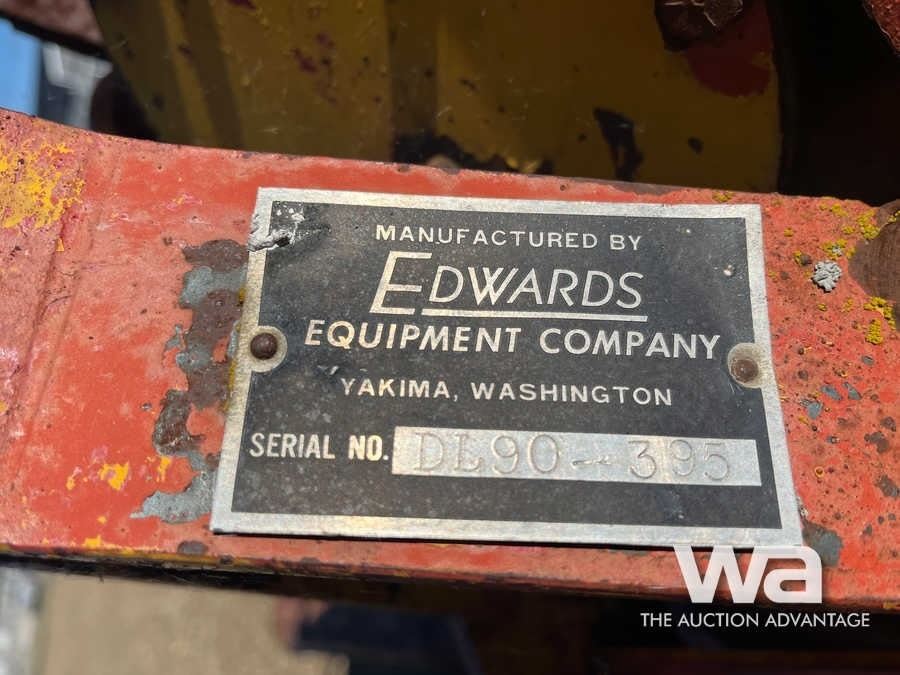 MANUFACTURED BY
EDWARDS
EQUIPMENT COMPANY
YAKIMA, WASHINGTON
SERIAL NO. DL90-395
wa
THE AUCTION ADVANTAGE